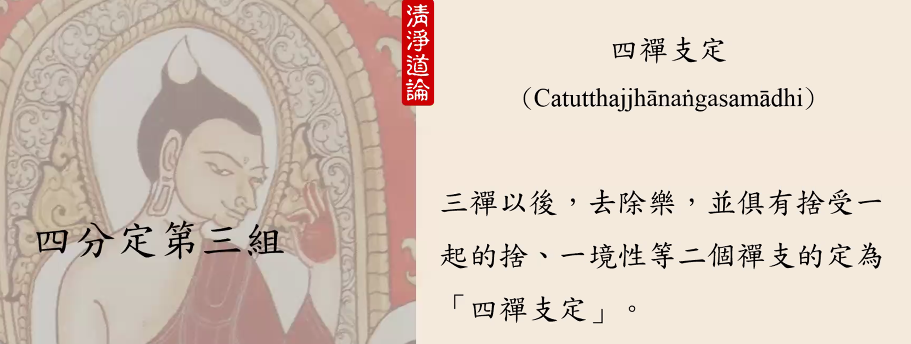 清淨道論
四分定第三組
四禪支定
（Catutthajjhānaṅgasamādhi）
三禪以後，去除樂，並俱有捨受一
起的捨、一境性等二個禪支的定為
「四禪支定」。